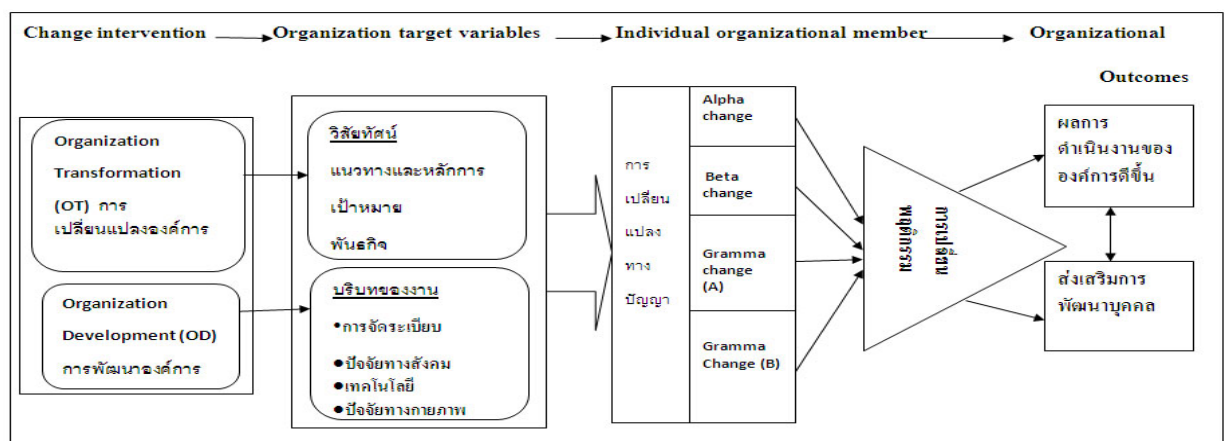 Change intervention
Organization target variables
Individual organizational member
Organizational
Outcomes
Organization
Transformation
(OT) การ
เปลี่ยนแปลงองค์การ
Organization
Development (OD)
การพัฒนาองค์การ
วิสัยทัศน์
แนวทางและหลักการ
เป้าหมาย
พันธกิจ
บริบทของงาน
•การจัดระเบียบ
●ปัจจัยทางสังคม
●เทคโนโลยี
●ปัจจัยทางกายภาพ
การ
เปลี่ยน
แปลง
ทาง
ปัญญา
Alpha
change
Beta
change
Gramma
change
(A)
Gramma
Change (B)
การเปลี่ยน
พฤติกรรม
ผลการ
ดำเนินงานของ
องค์การดีขึ้น
ส่งเสริมการ
พัฒนาบุคคล